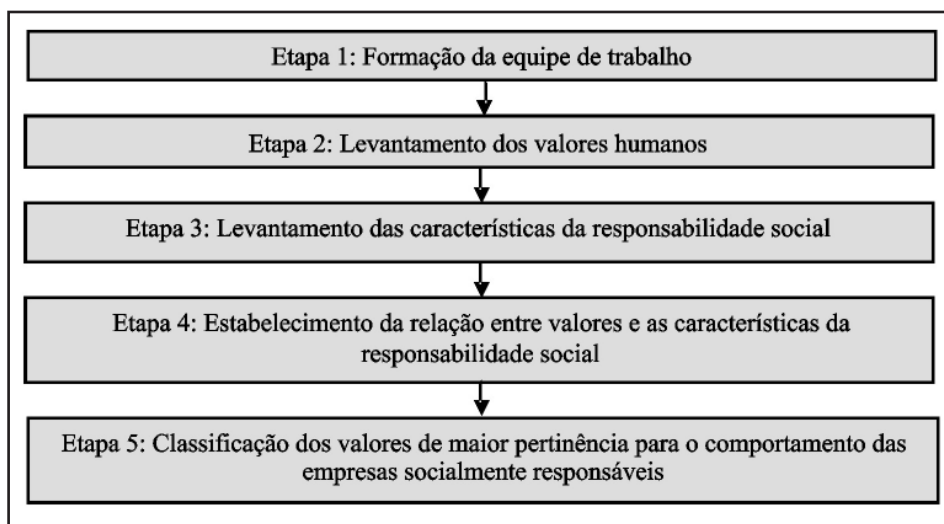 Etapa 1: Formação da equipe de trabalho
Etapa 2: Levantamento dos valores humanos
Etapa 3: Levantamento das características da responsabilidade social
Etapa 4: Estabelecimento da relação entre valores e as características da
responsabilidade social
Etapa 5: Classificação dos valores de maior pertinência para o comportamento das
empresas socialmente responsáveis